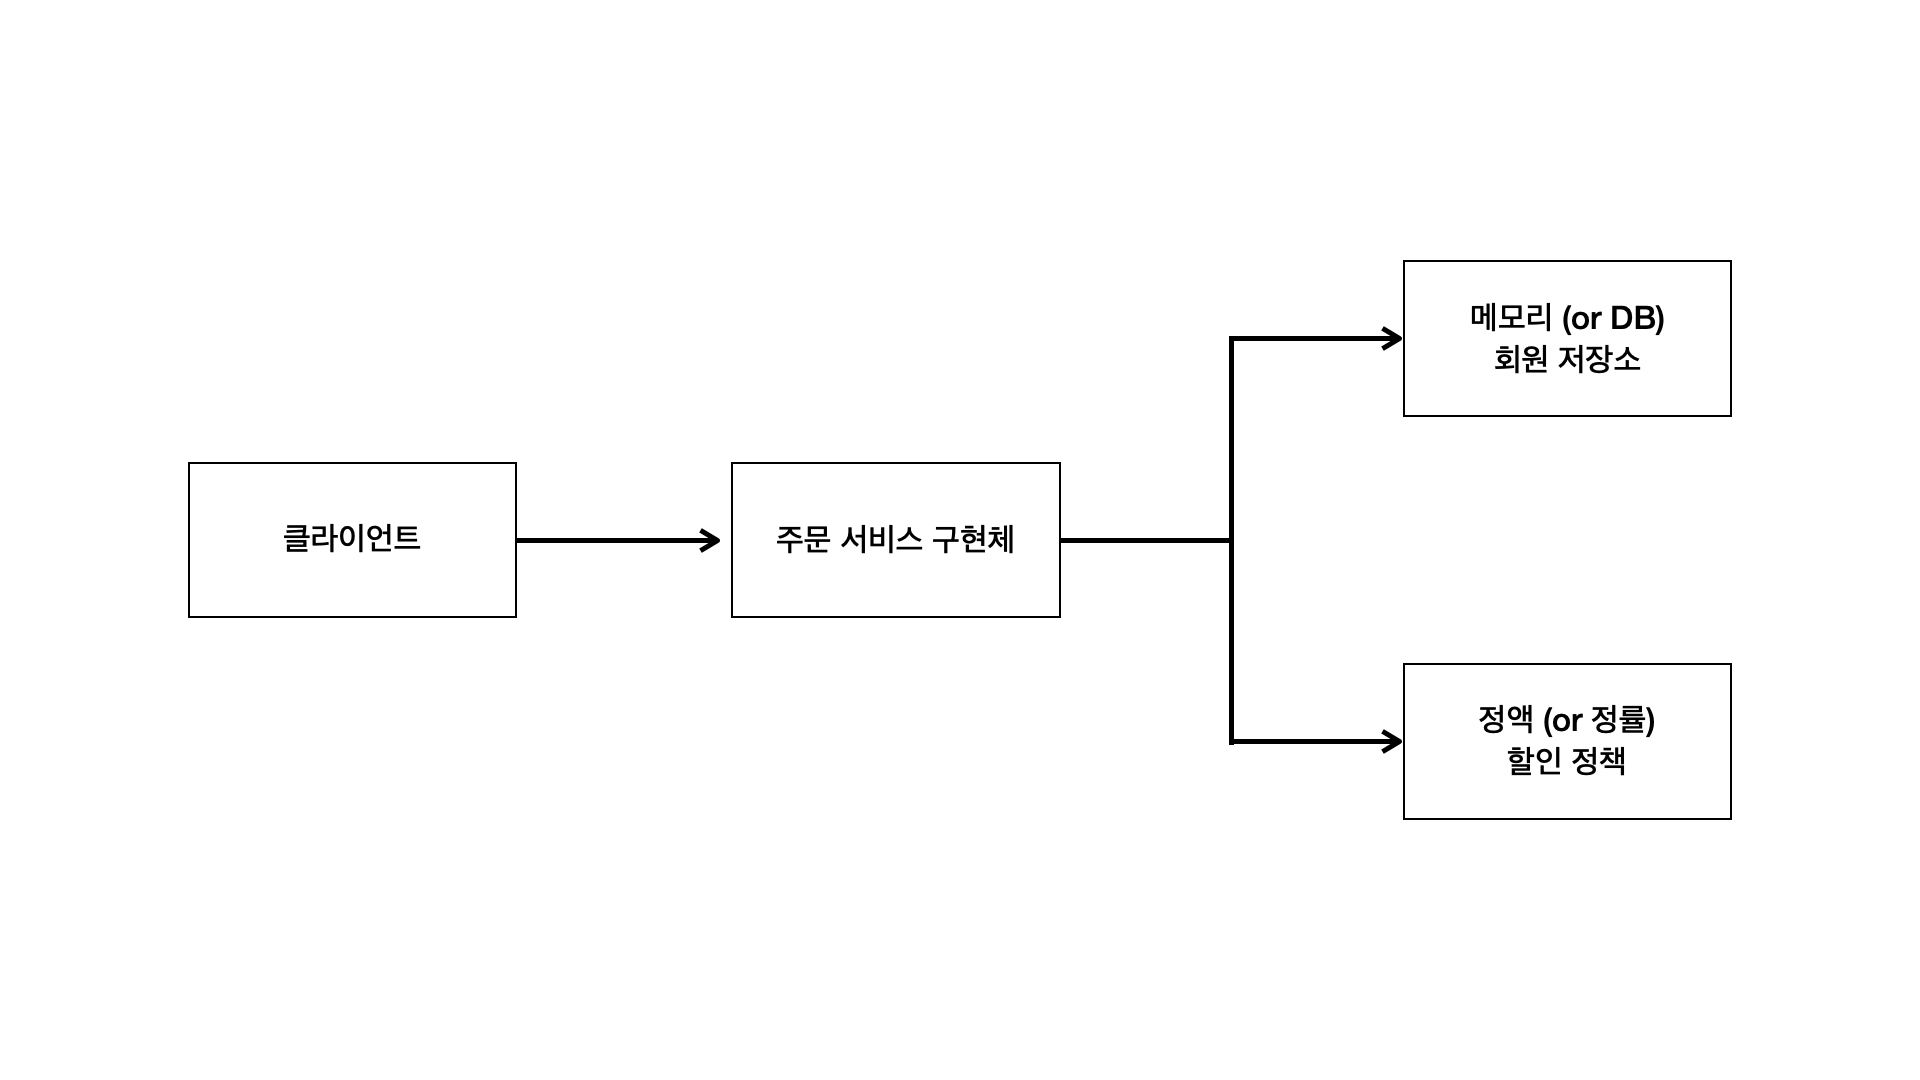 클라이언트
주문 서비스 구현체
메모리 (or DB)
회원 저장소
정액 (or 정률)
할인 정책